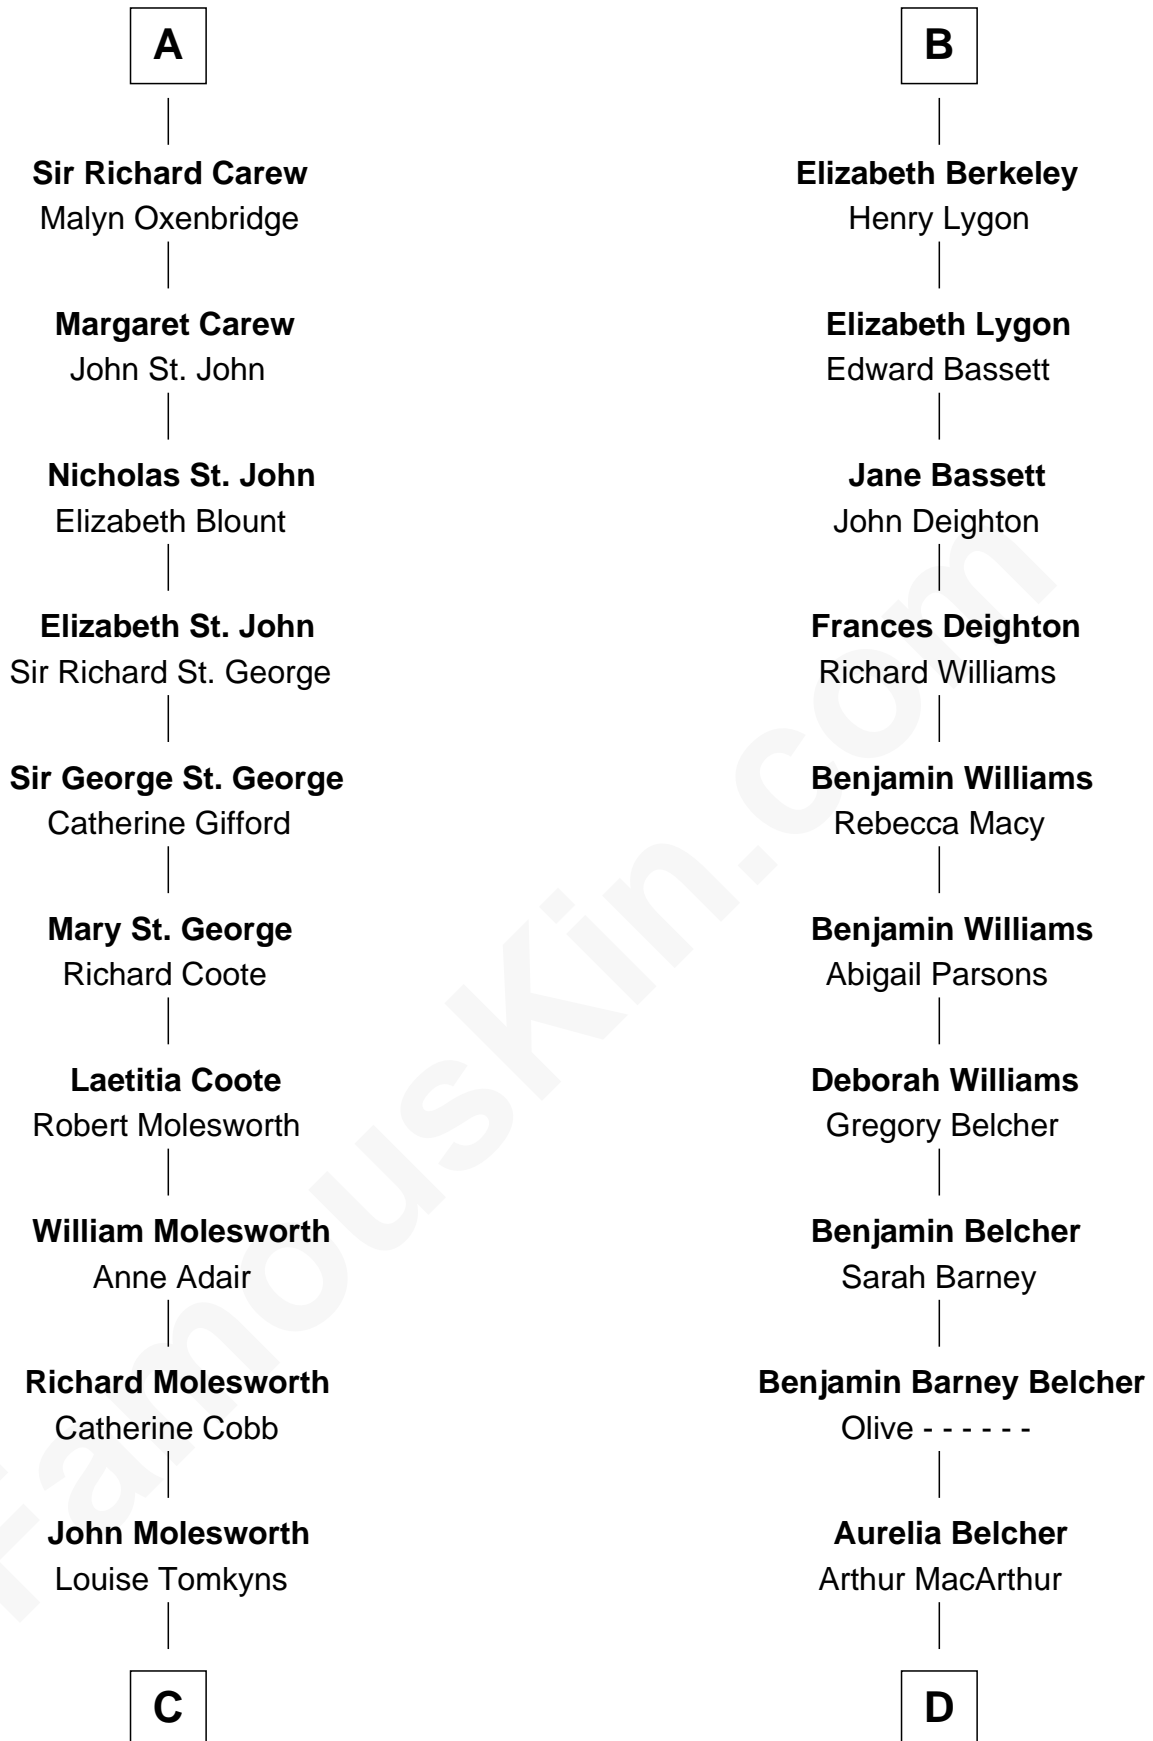 A
Sir Richard Carew
Malyn Oxenbridge
Margaret Carew
John St. John
Nicholas St. John
Elizabeth Blount
Elizabeth St. John
Sir Richard St. George
Sir George St. George
Catherine Gifford
Mary St. George
Richard Coote
Laetitia Coote
Robert Molesworth
William Molesworth
Anne Adair
Richard Molesworth
Catherine Cobb
John Molesworth
Louise Tomkyns
C
B
Elizabeth Berkeley
Henry Lygon
Elizabeth Lygon
Edward Bassett
Jane Bassett
John Deighton
Frances Deighton
Richard Williams
Benjamin Williams
Rebecca Macy
Benjamin Williams
Abigail Parsons
Deborah Williams
Gregory Belcher
Benjamin Belcher
Sarah Barney
Benjamin Barney Belcher
Olive - - - - - -
Aurelia Belcher
Arthur MacArthur
D
FamousKin.com